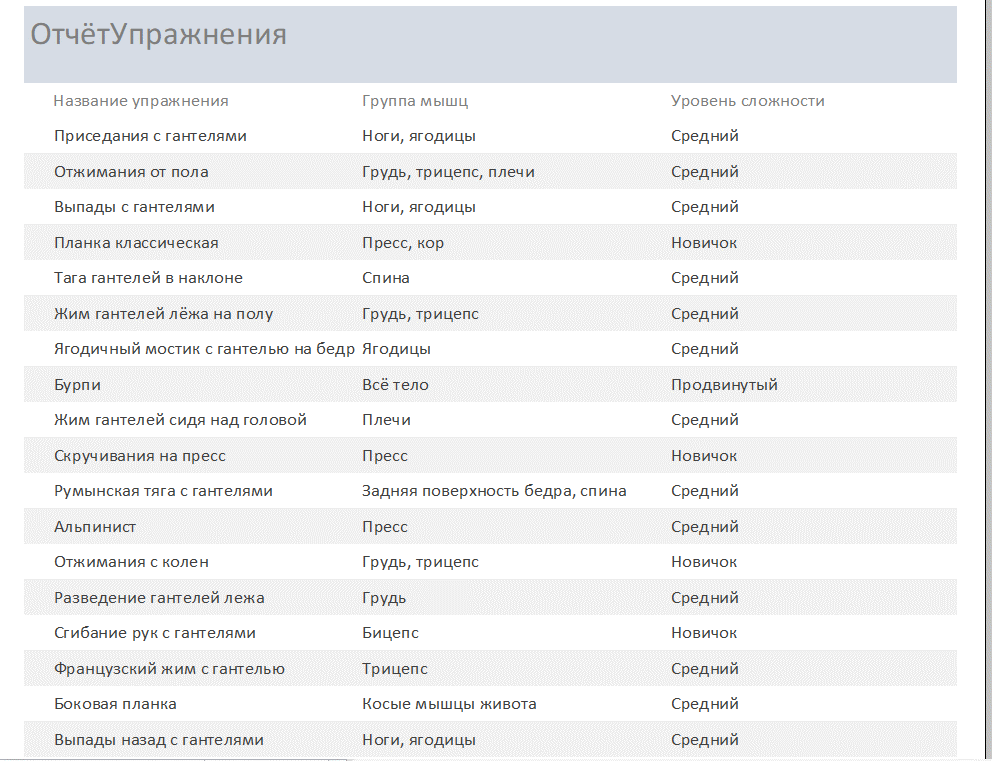 ОтчётУпражнения
Название упражнения Группа мышц Уровень сложности
Приседания с гантелями Ноги, ягодицы Средний
Отжимания от пола Грудь, трицепс, плечи Средний
Выпады с гантелями Ноги, ягодицы Средний
Планка классическая Пресс, кор Новичок
Тага гантелей в наклоне Спина Средний
Жим гантелей лёжа на полу Грудь, трицепс Средний
Ягодичный мостик с гантелью на бедр Ягодицы Средний
Бурпи Всё тело Продвинутый
Жим гантелей сидя над головой Плечи Средний
Скручивания на пресс Пресс Новичок
Румынская тяга с гантелями Задняя поверхность бедра, спина Средний
Альпинист Пресс Средний
Отжимания с колен Грудь, трицепс Новичок
Разведение гантелей лежа Грудь Средний
Сгибание рук с гантелями Бицепс Новичок
Французский жим с гантелью Трицепс Средний
Боковая планка Косые мышцы живота Средний
Выпады назад с гантелями Ноги, ягодицы Средний